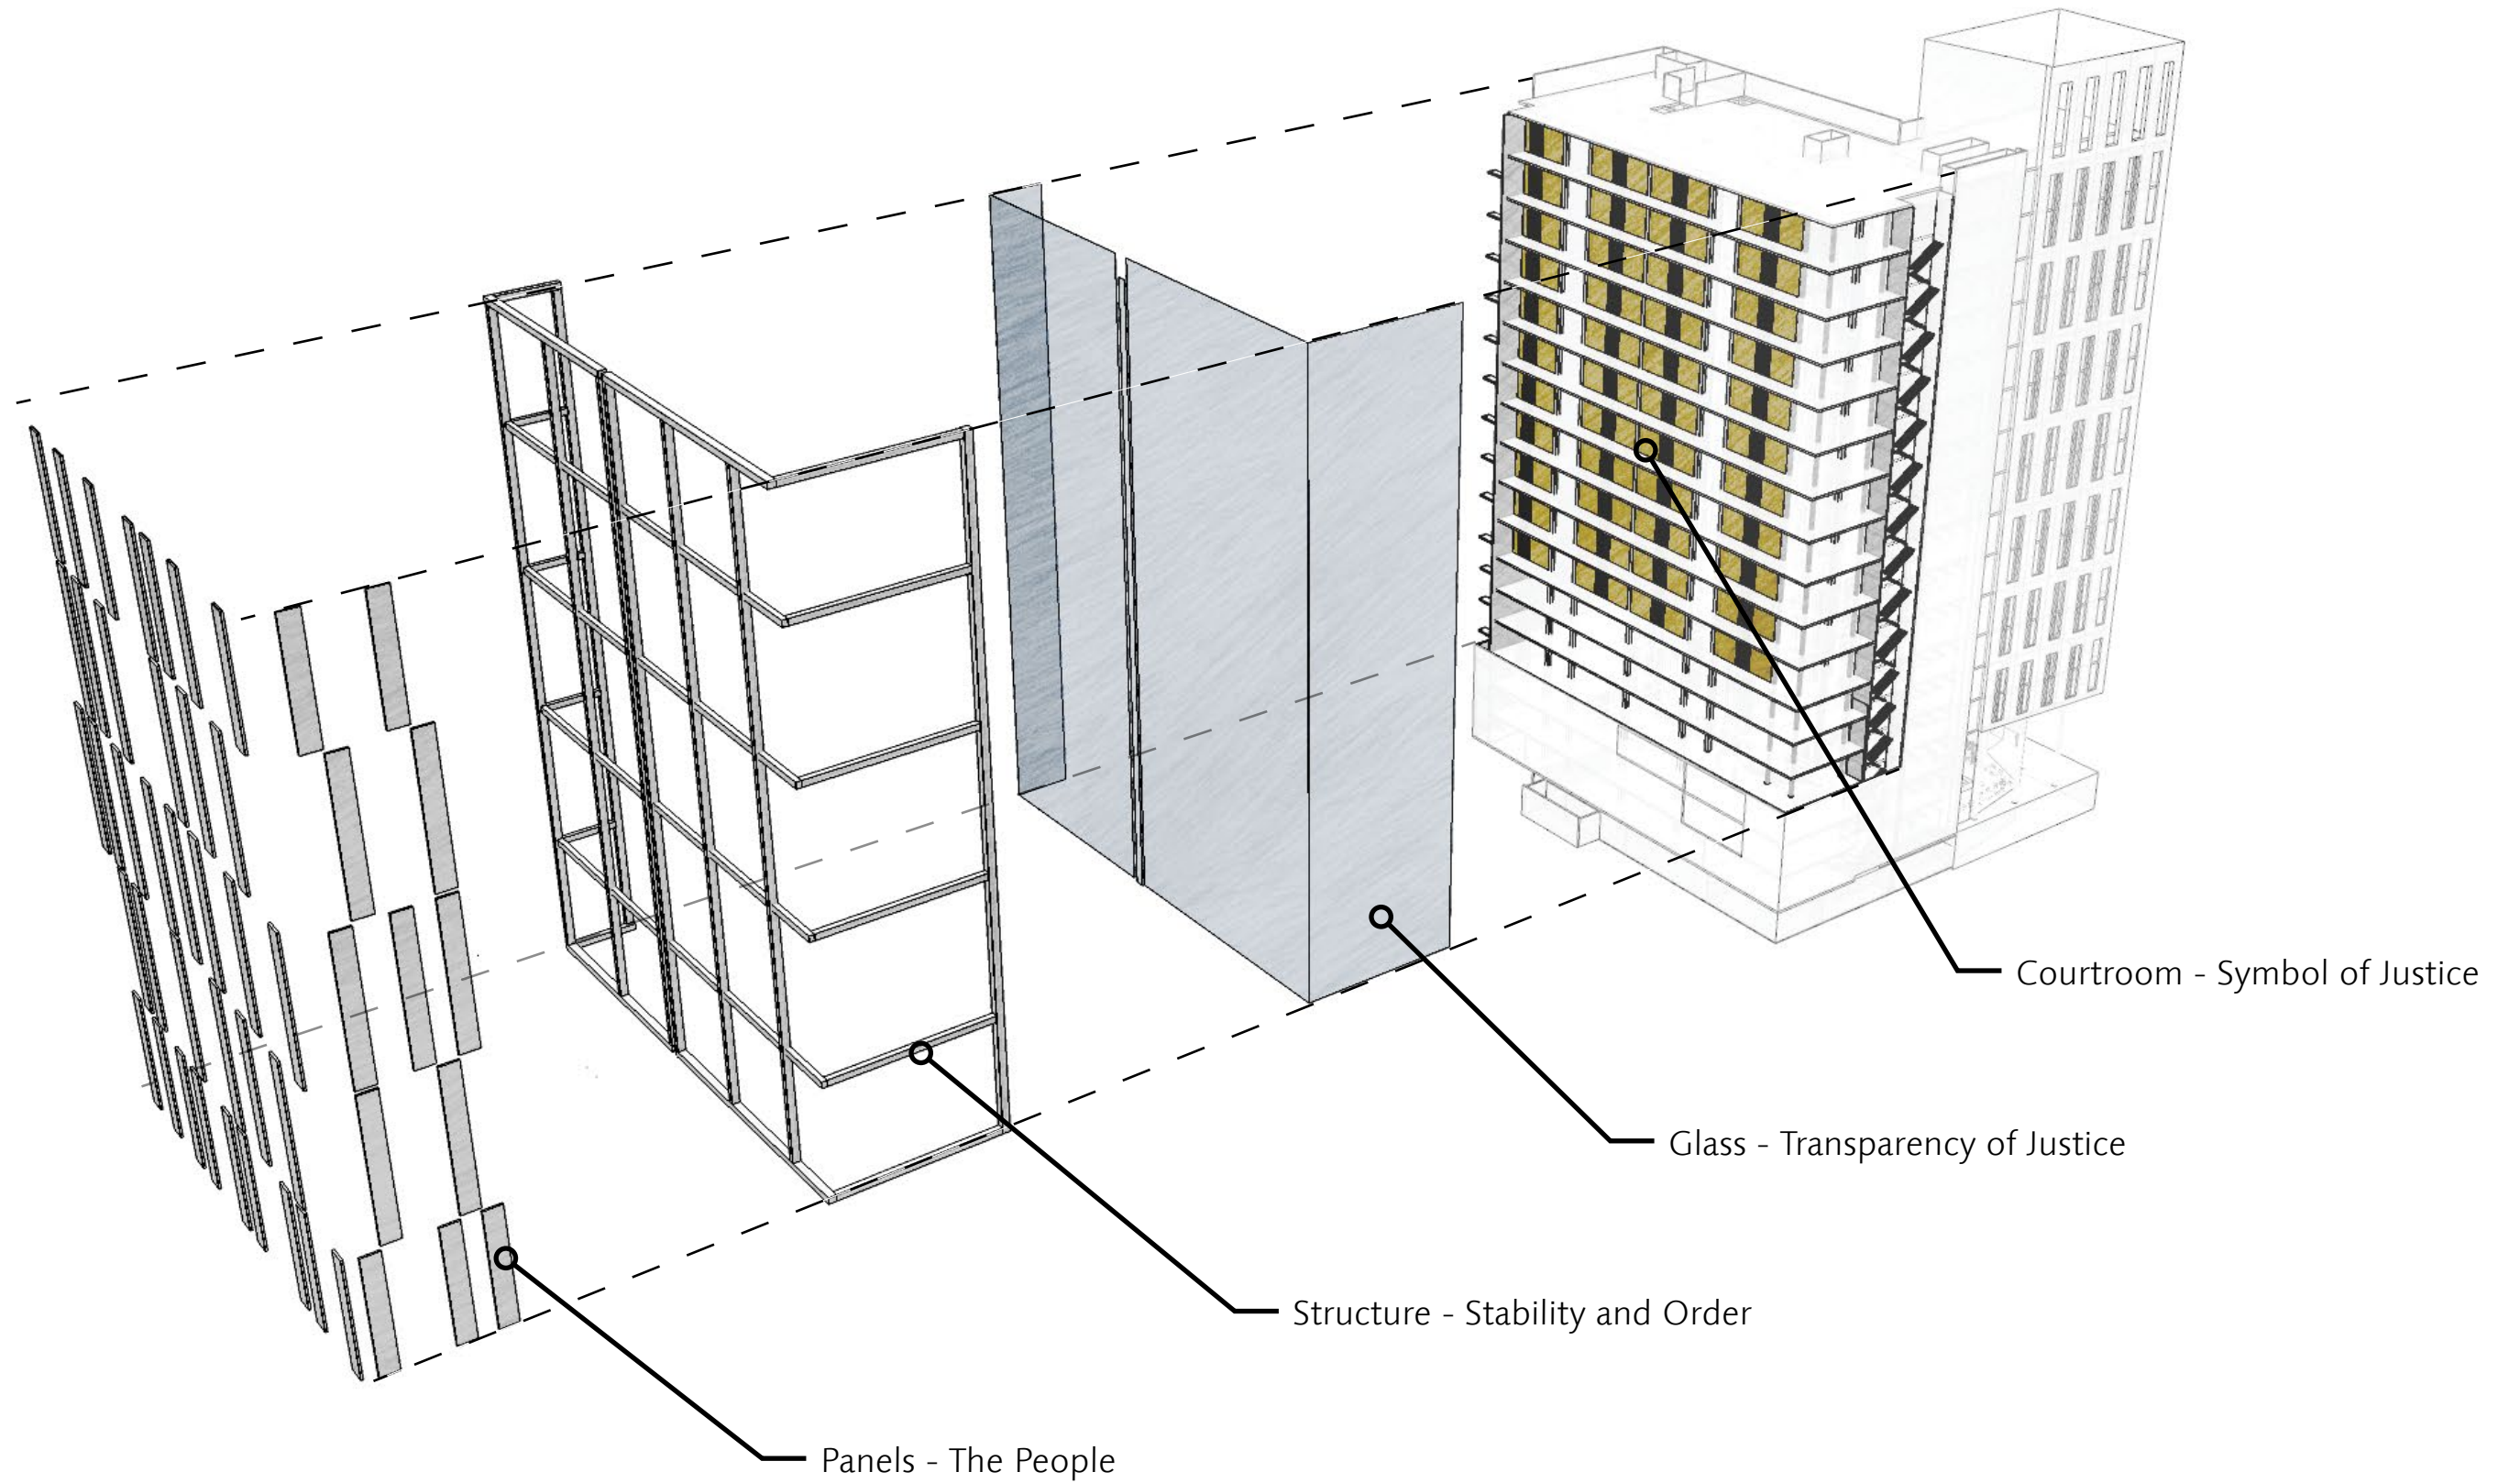 Courtroom - Symbol of Justice
Glass - Transparency of Justice
Structure - Stability and Order
Panels - The People